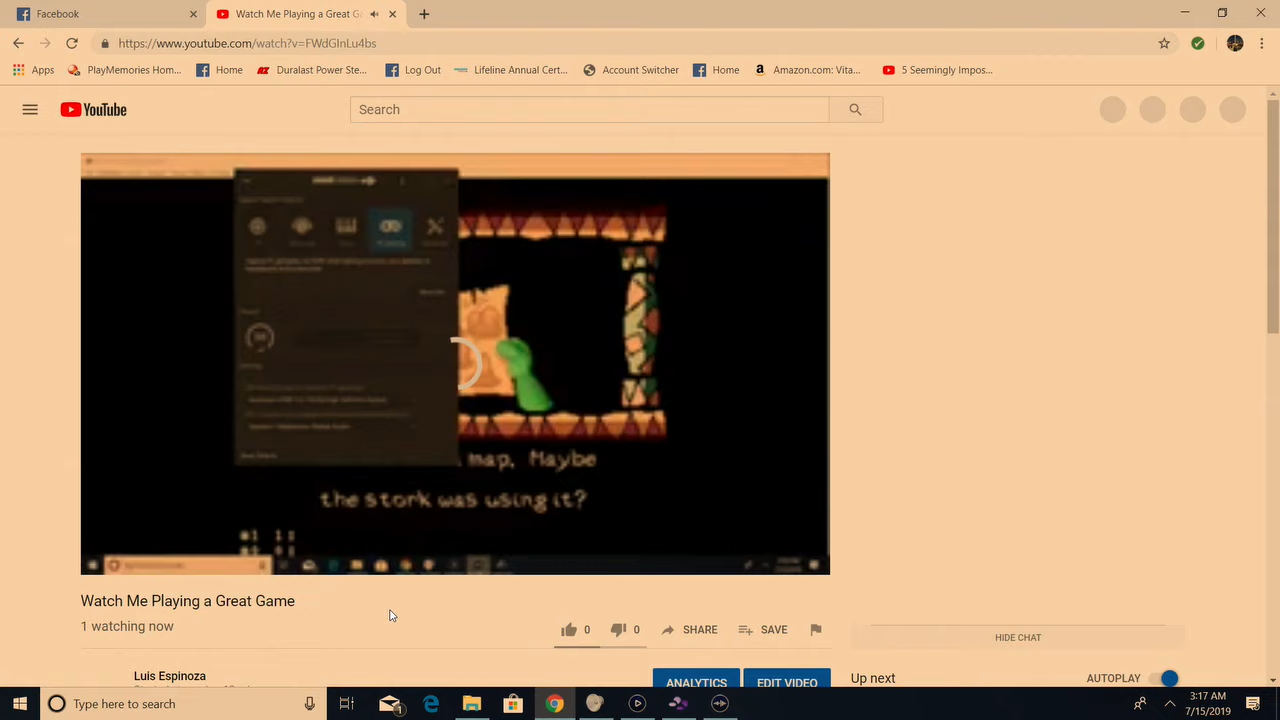 Facebook
Watch Me Playing a Great G
https://www.youtube.com/watch?v=FWdGInLu4bs
Apps
PlayMemories Hom...
Home
Duralast Power Ste...
Log Out
Lifeline Annual Cert...
Account Switcher
Home
Amazon.com: Vita...
5 Seemingly Impos...
YouTube
Search
map, Maybe
the stork was using it?
Watch Me Playing a Great Game
1 watching now
0
0
SHARE
SAVE
HIDE CHAT
Luis Espinoza
ANALYTICS
EDIT VIDEO
Up next
AUTOPLAY
Type here to search
1
3:17 AM
7/15/2019